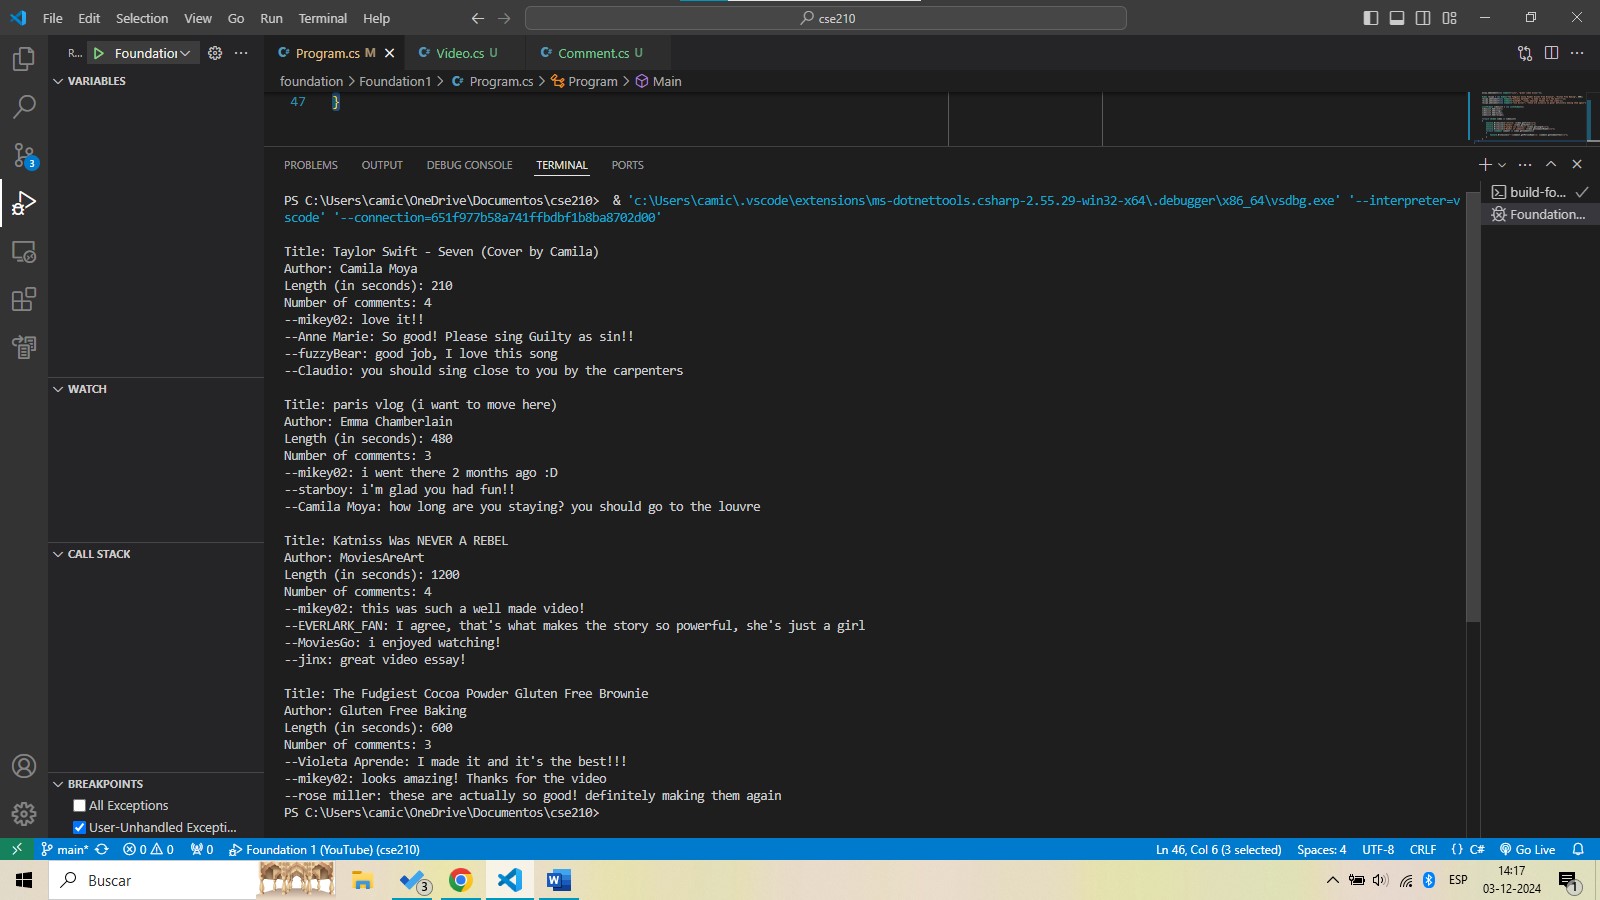 File Edit Selection View Go Run Terminal Help
cse210
R... Foundation
Program.cs M
Video.cs U
Comment.cs U
VARIABLES
foundation > Foundation1 > Program.cs > Program > Main
47 }
PROBLEMS OUTPUT DEBUG CONSOLE TERMINAL PORTS
PS C:\Users\camic\OneDrive\Documentos\cse210> & 'c:\Users\camic\.vscode\extensions\ms-dotnettools.csharp-2.55.29-win32-x64\.debugger\x86_64\vsdbg.exe' '--interpreter=v
scode' '--connection=651f977b58a741ffbdbf1b8ba8702d00'
build-fo...
Foundation...
Title: Taylor Swift - Seven (Cover by Camila)
Author: Camila Moya
Length (in seconds): 210
Number of comments: 4
--mikey02: love it!!
--Anne Marie: So good! Please sing Guilty as sin!!
--fuzzyBear: good job, I love this song
--Claudio: you should sing close to you by the carpenters
WATCH
Title: paris vlog (i want to move here)
Author: Emma Chamberlain
Length (in seconds): 480
Number of comments: 3
--mikey02: i went there 2 months ago :D
--starboy: i'm glad you had fun!!
--Camila Moya: how long are you staying? you should go to the louvre
CALL STACK
Title: Katniss Was NEVER A REBEL
Author: MoviesAreArt
Length (in seconds): 1200
Number of comments: 4
--mikey02: this was such a well made video!
--EVERLARK_FAN: I agree, that's what makes the story so powerful, she's just a girl
--MoviesGo: i enjoyed watching!
--jinx: great video essay!
Title: The Fudgiest Cocoa Powder Gluten Free Brownie
Author: Gluten Free Baking
Length (in seconds): 600
Number of comments: 3
--Violeta Aprende: I made it and it's the best!!!
--mikey02: looks amazing! Thanks for the video
--rose miller: these are actually so good! definitely making them again
PS C:\Users\camic\OneDrive\Documentos\cse210>
BREAKPOINTS
All Exceptions
User-Unhandled Excepti...
3
main* 0 0 0 Foundation 1 (YouTube) (cse210)
Ln 46, Col 6 (3 selected) Spaces: 4 UTF-8 CRLF {} C# Go Live
Buscar
3
ESP
14:17
03-12-2024
1